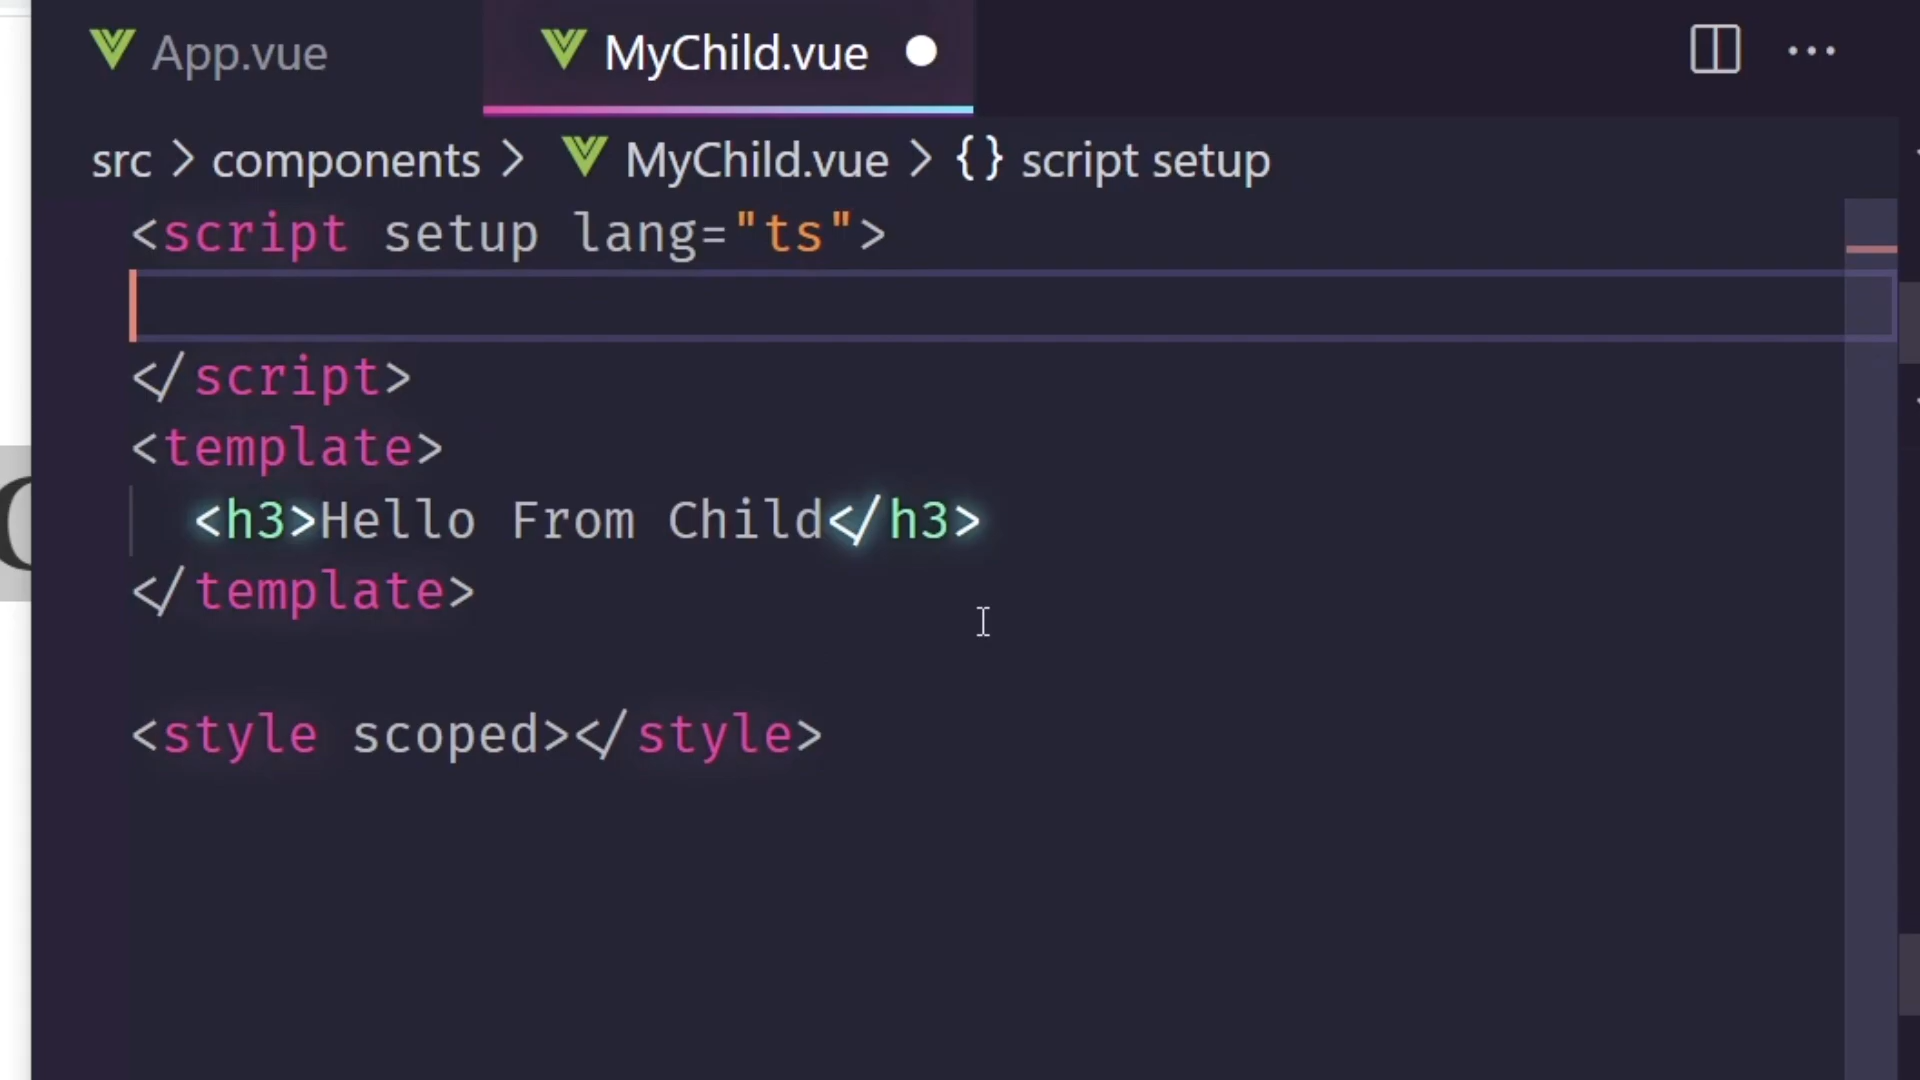 App.vue MyChild.vue
src > components > MyChild.vue > {} script setup
<script setup lang="ts">
</script>
<template>
<h3>Hello From Child</h3>
</template>
<style scoped></style>